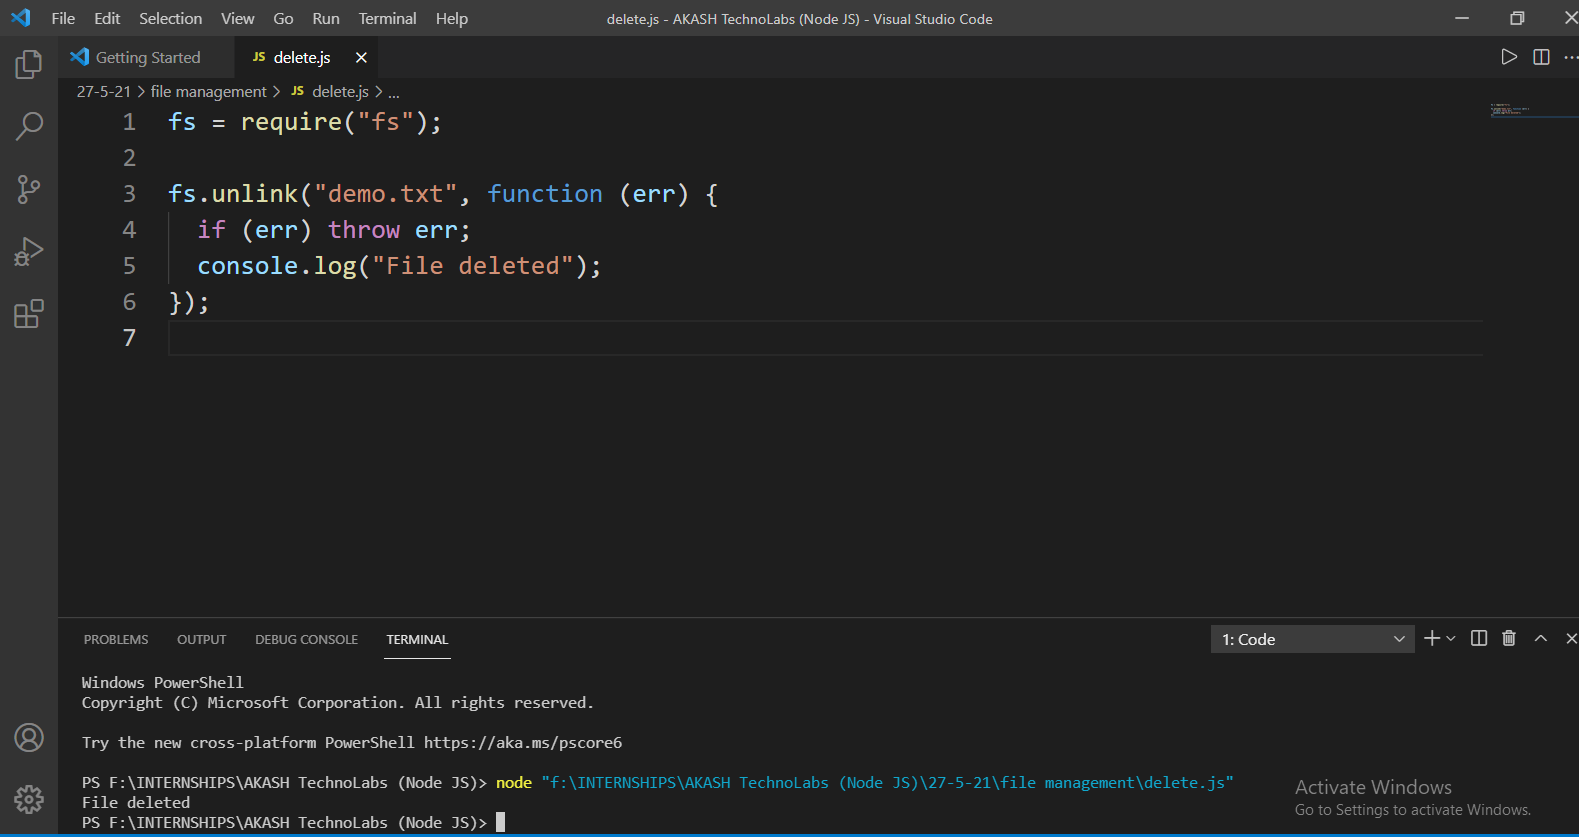 File Edit Selection View Go Run Terminal Help delete.js - AKASH TechnoLabs (Node JS) - Visual Studio Code
Getting Started JS delete.js
27-5-21 > file management > JS delete.js > ...
1 fs = require("fs");
2
3 fs.unlink("demo.txt", function (err) {
4 if (err) throw err;
5 console.log("File deleted");
6 });
7
PROBLEMS OUTPUT DEBUG CONSOLE TERMINAL 1: Code
Windows PowerShell
Copyright (C) Microsoft Corporation. All rights reserved.
Try the new cross-platform PowerShell https://aka.ms/pscore6
PS F:\INTERNSHIPS\AKASH TechnoLabs (Node JS)> node "f:\INTERNSHIPS\AKASH TechnoLabs (Node JS)\27-5-21\file management\delete.js"
File deleted
PS F:\INTERNSHIPS\AKASH TechnoLabs (Node JS)>
Activate Windows
Go to Settings to activate Windows.